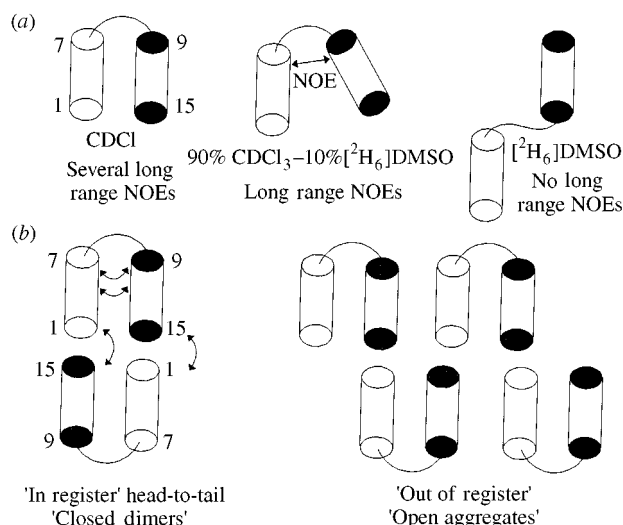 (a)
7
9
1
15
NOE
CDCl
Several long
range NOEs
90% CDCl₃–10%[²H₆]DMSO
Long range NOEs
[²H₆]DMSO
No long
range NOEs
(b)
7
9
1
15
15
1
9
7
'In register' head-to-tail
'Closed dimers'
'Out of register'
'Open aggregates'